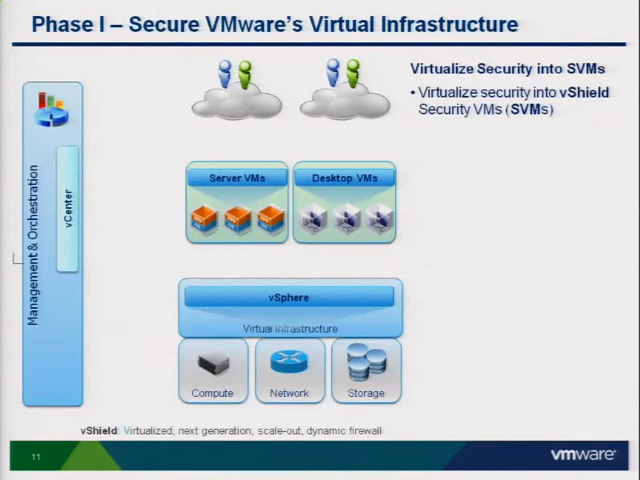 Phase I – Secure VMware's Virtual Infrastructure
Virtualize Security into SVMs
• Virtualize security into vShield
Security VMs (SVMs)
Management & Orchestration
vCenter
Server VMs
Desktop VMs
vSphere
Virtual Infrastructure
Compute
Network
Storage
vShield: Virtualized, next generation, scale-out, dynamic firewall
11
vmware